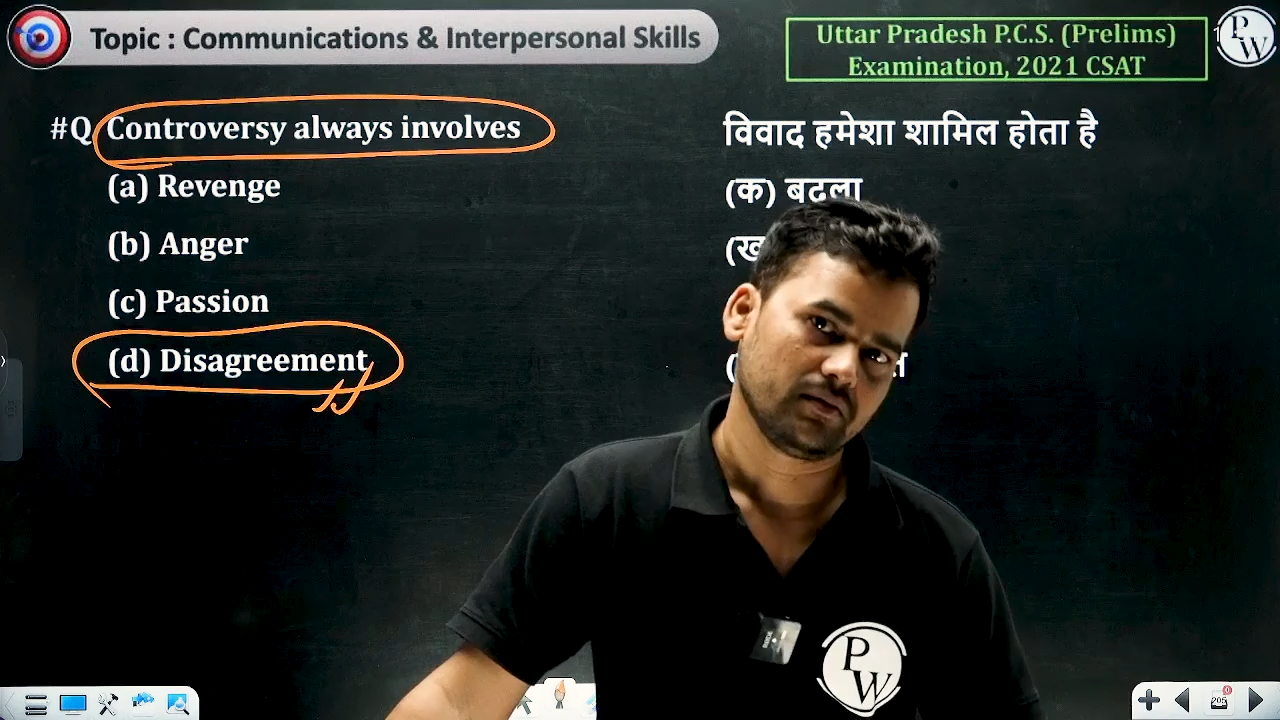 Topic : Communications & Interpersonal Skills
Uttar Pradesh P.C.S. (Prelims)
Examination, 2021 CSAT
PW
#Q. Controversy always involves
(a) Revenge
(b) Anger
(c) Passion
(d) Disagreement
विवाद हमेशा शामिल होता है
(क) बदला
(ख
PW
295